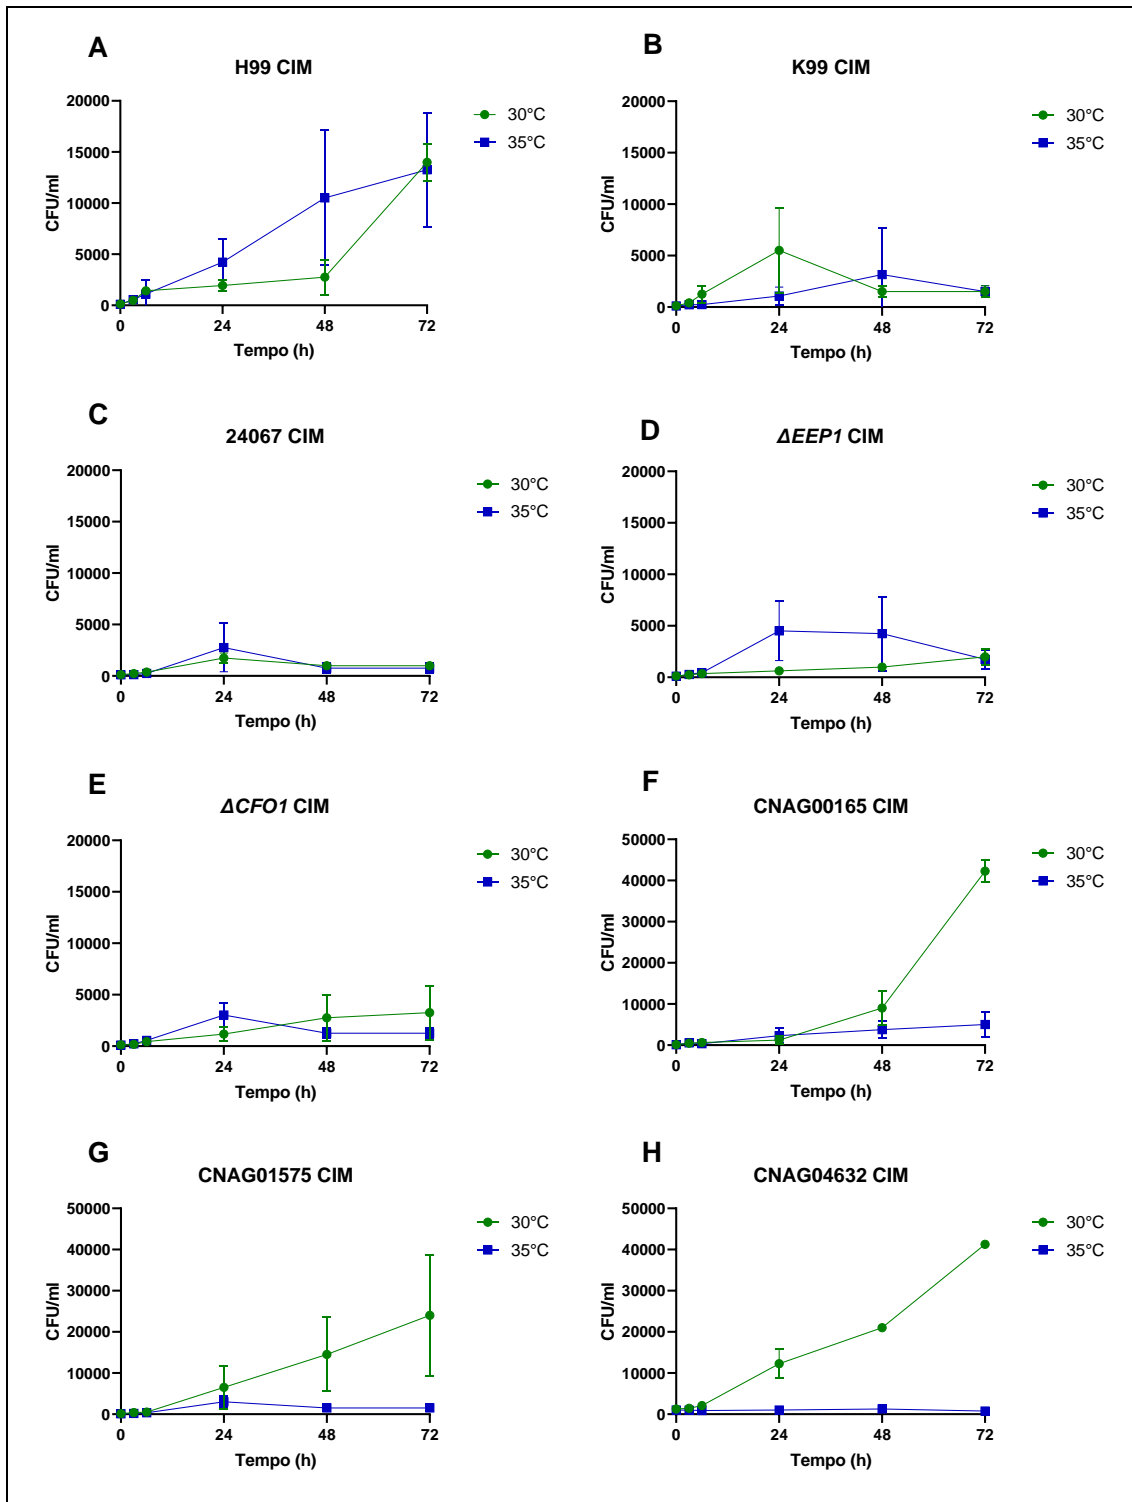 A
H99 CIM
20000
15000
10000
5000
0
CFU/ml
0 24 48 72
Tempo (h)
30°C
35°C
B
K99 CIM
20000
15000
10000
5000
0
CFU/ml
0 24 48 72
Tempo (h)
30°C
35°C
C
24067 CIM
20000
15000
10000
5000
0
CFU/ml
0 24 48 72
Tempo (h)
30°C
35°C
D
ΔEEP1 CIM
20000
15000
10000
5000
0
CFU/ml
0 24 48 72
Tempo (h)
30°C
35°C
E
ΔCFO1 CIM
20000
15000
10000
5000
0
CFU/ml
0 24 48 72
Tempo (h)
30°C
35°C
F
CNAG00165 CIM
50000
40000
30000
20000
10000
0
CFU/ml
0 24 48 72
Tempo (h)
30°C
35°C
G
CNAG01575 CIM
50000
40000
30000
20000
10000
0
CFU/ml
0 24 48 72
Tempo (h)
30°C
35°C
H
CNAG04632 CIM
50000
40000
30000
20000
10000
0
CFU/ml
0 24 48 72
Tempo (h)
30°C
35°C